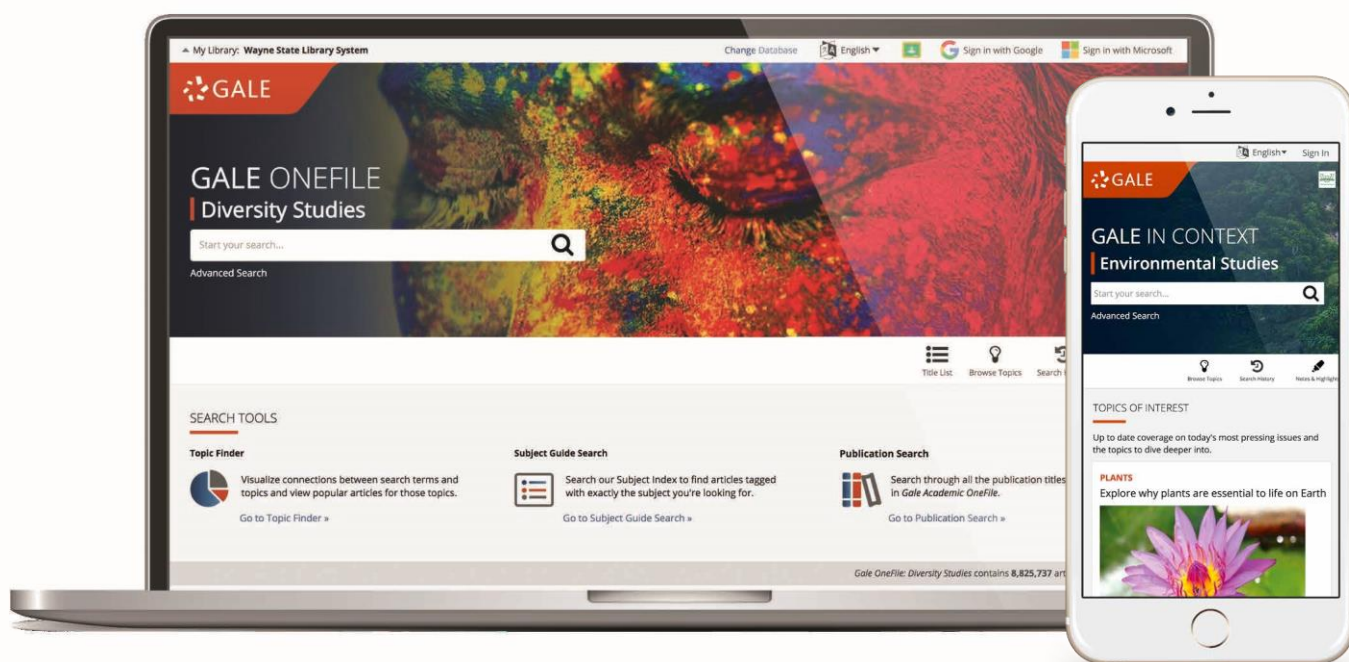 My Library: Wayne State Library System
Change Database
English
Sign in with Google
Sign in with Microsoft
GALE
GALE ONEFILE
Diversity Studies
Start your search...
Advanced Search
Title List
Browse Topics
Search
SEARCH TOOLS
Topic Finder
Visualize connections between search terms and
topics and view popular articles for those topics.
Go to Topic Finder »
Subject Guide Search
Search our Subject Index to find articles tagged
with exactly the subject you're looking for.
Go to Subject Guide Search »
Publication Search
Search through all the publication titles
in Gale Academic OneFile.
Go to Publication Search »
Gale OneFile: Diversity Studies contains 8,825,737 art
English
Sign In
GALE
GALE IN CONTEXT
Environmental Studies
Start your search...
Advanced Search
Browse Topics
Search History
Notes & Highlights
TOPICS OF INTEREST
Up to date coverage on today's most pressing issues and
the topics to dive deeper into.
PLANTS
Explore why plants are essential to life on Earth